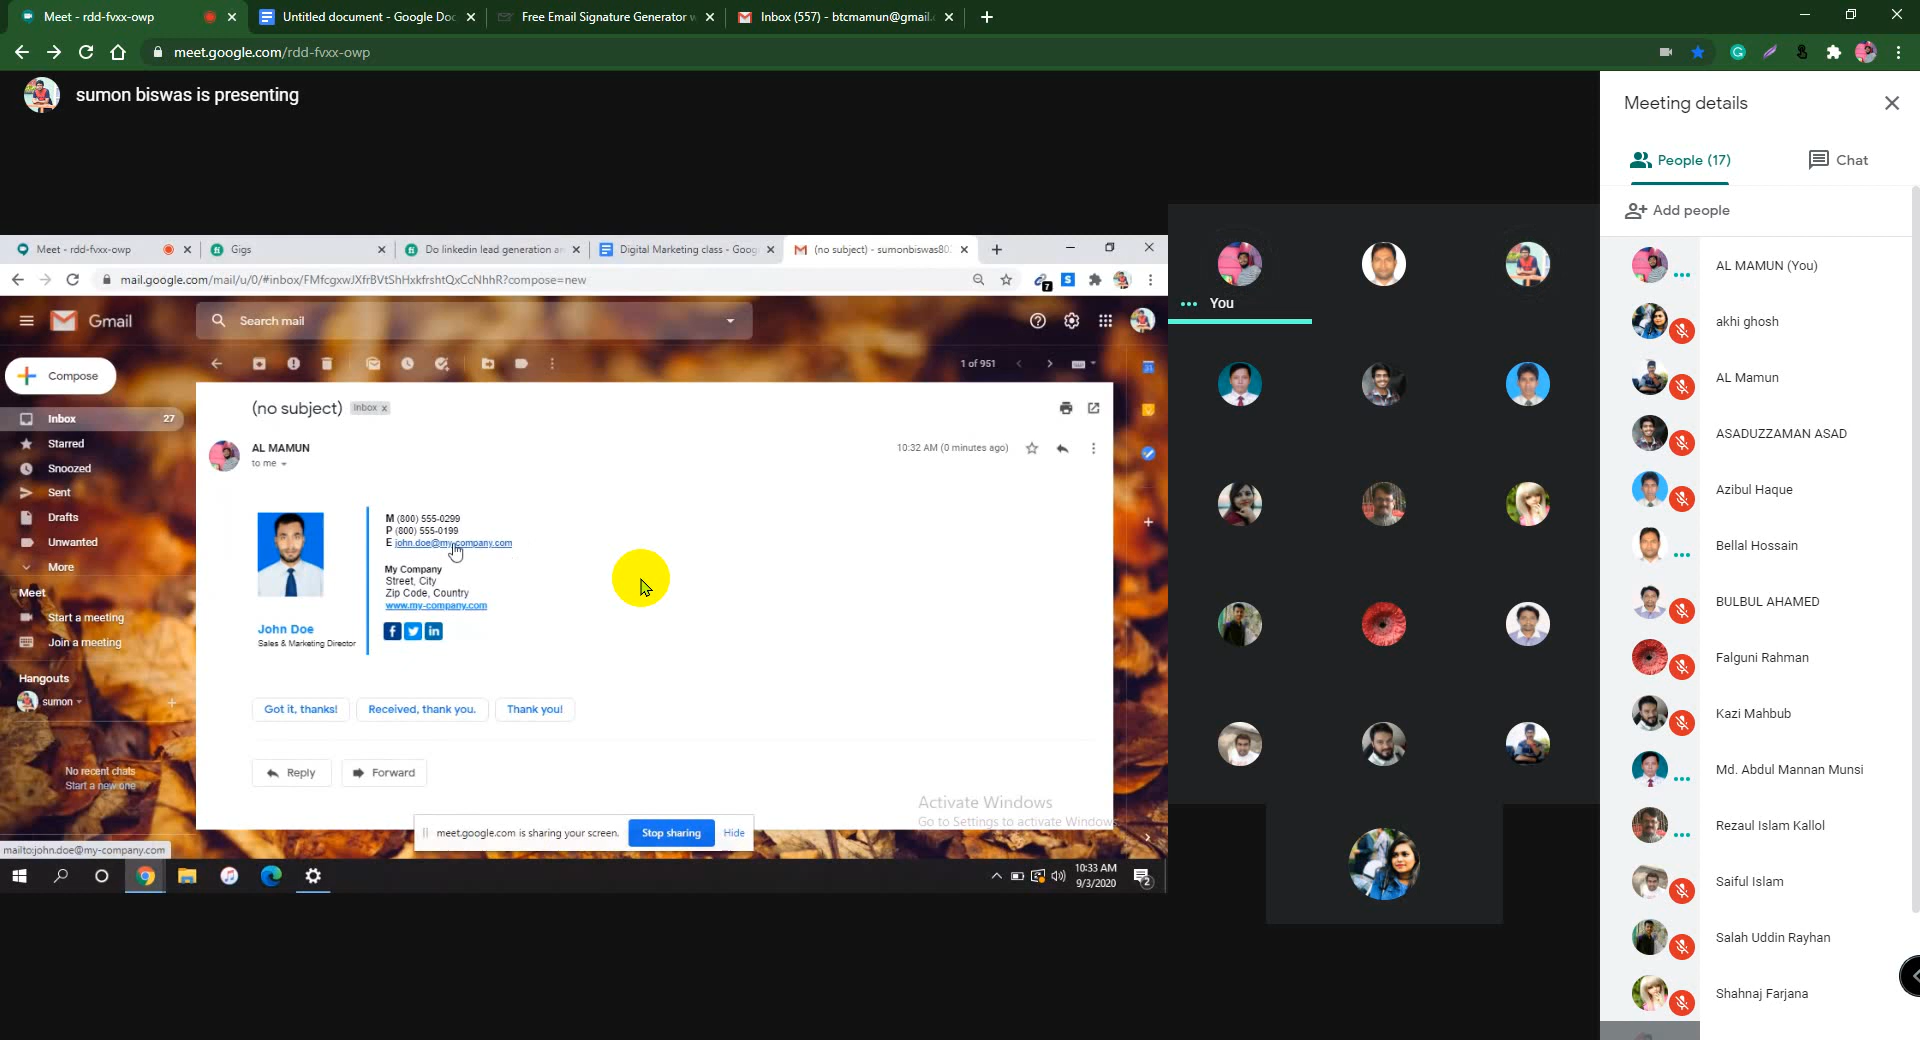 Meet - rdd-fvxx-owp
Untitled document - Google Doc
Free Email Signature Generator w
Inbox (557) - btcmamun@gmail.c
meet.google.com/rdd-fvxx-owp
sumon biswas is presenting
Meet - rdd-fvxx-owp
Gigs
Do linkedin lead generation an
Digital Marketing class - Goog
(no subject) - sumonbiswas80
mail.google.com/mail/u/0/#inbox/FMfcgxwJXfrBVtShHxkfrshtQxCcNhhR?compose=new
7
Gmail
Search mail
Compose
1 of 951
Inbox 27
Starred
Snoozed
Sent
Drafts
Unwanted
More
Meet
Start a meeting
Join a meeting
Hangouts
sumon
No recent chats
Start a new one
(no subject) Inbox x
AL MAMUN
to me
10:32 AM (0 minutes ago)
M (800) 555-0299
P (800) 555-0199
E john.doe@my-company.com
My Company
Street, City
Zip Code, Country
www.my-company.com
John Doe
Sales & Marketing Director
Got it, thanks!
Received, thank you.
Thank you!
Reply
Forward
Activate Windows
Go to Settings to activate Windows
meet.google.com is sharing your screen.
Stop sharing
Hide
mailto:john.doe@my-company.com
10:33 AM
9/3/2020
2
You
Meeting details
People (17)
Chat
Add people
AL MAMUN (You)
akhi ghosh
AL Mamun
ASADUZZAMAN ASAD
Azibul Haque
Bellal Hossain
BULBUL AHAMED
Falguni Rahman
Kazi Mahbub
Md. Abdul Mannan Munsi
Rezaul Islam Kallol
Saiful Islam
Salah Uddin Rayhan
Shahnaj Farjana